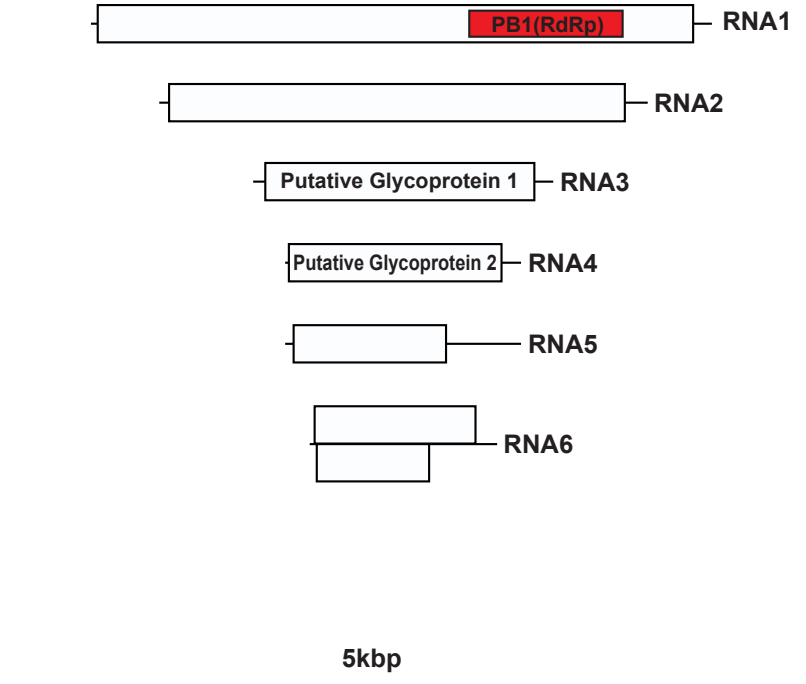 PB1(RdRp) RNA1
RNA2
Putative Glycoprotein 1 RNA3
Putative Glycoprotein 2 RNA4
RNA5
RNA6
5kbp